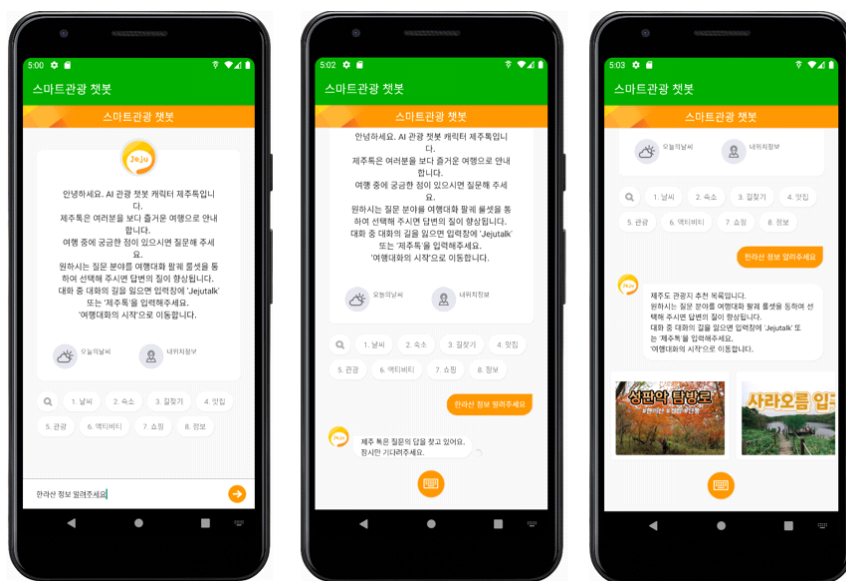 5:00
스마트관광 챗봇
스마트관광 챗봇
Jeju
안녕하세요. AI 관광 챗봇 캐릭터 제주톡입니
다.
제주톡은 여러분을 보다 즐거운 여행으로 안내
합니다.
여행 중에 궁금한 점이 있으시면 질문해 주세
요.
원하시는 질문 분야를 여행대화 팔레 룰렛을 통
하여 선택해 주시면 답변의 질이 향상됩니다.
대화 중 대화의 길을 잃으면 입력창에 'Jejutalk'
또는 '제주톡'을 입력해주세요.
'여행대화의 시작'으로 이동합니다.
오늘의날씨
내위치정보
1. 날씨
2. 숙소
3. 길찾기
4. 맛집
5. 관광
6. 액티비티
7. 쇼핑
8. 정보
한라산 정보 알려주세요
5:02
스마트관광 챗봇
스마트관광 챗봇
안녕하세요. AI 관광 챗봇 캐릭터 제주톡입니
다.
제주톡은 여러분을 보다 즐거운 여행으로 안내
합니다.
여행 중에 궁금한 점이 있으시면 질문해 주세
요.
원하시는 질문 분야를 여행대화 팔레 룰렛을 통
하여 선택해 주시면 답변의 질이 향상됩니다.
대화 중 대화의 길을 잃으면 입력창에 'Jejutalk'
또는 '제주톡'을 입력해주세요.
'여행대화의 시작'으로 이동합니다.
오늘의날씨
내위치정보
1. 날씨
2. 숙소
3. 길찾기
4. 맛집
5. 관광
6. 액티비티
7. 쇼핑
8. 정보
한라산 정보 알려주세요
Jeju
제주 톡은 질문의 답을 찾고 있어요.
잠시만 기다려주세요.
5:03
스마트관광 챗봇
스마트관광 챗봇
오늘의날씨
내위치정보
1. 날씨
2. 숙소
3. 길찾기
4. 맛집
5. 관광
6. 액티비티
7. 쇼핑
8. 정보
한라산 정보 알려주세요
Jeju
제주도 관광지 추천 목록입니다.
원하시는 질문 분야를 여행대화 팔레 룰렛을 통하여 선
택해 주시면 답변의 질이 향상됩니다.
대화 중 대화의 길을 잃으면 입력창에 'Jejutalk' 또
는 '제주톡'을 입력해주세요.
'여행대화의 시작'으로 이동합니다.
성판악 탐방로
사라오름 입구